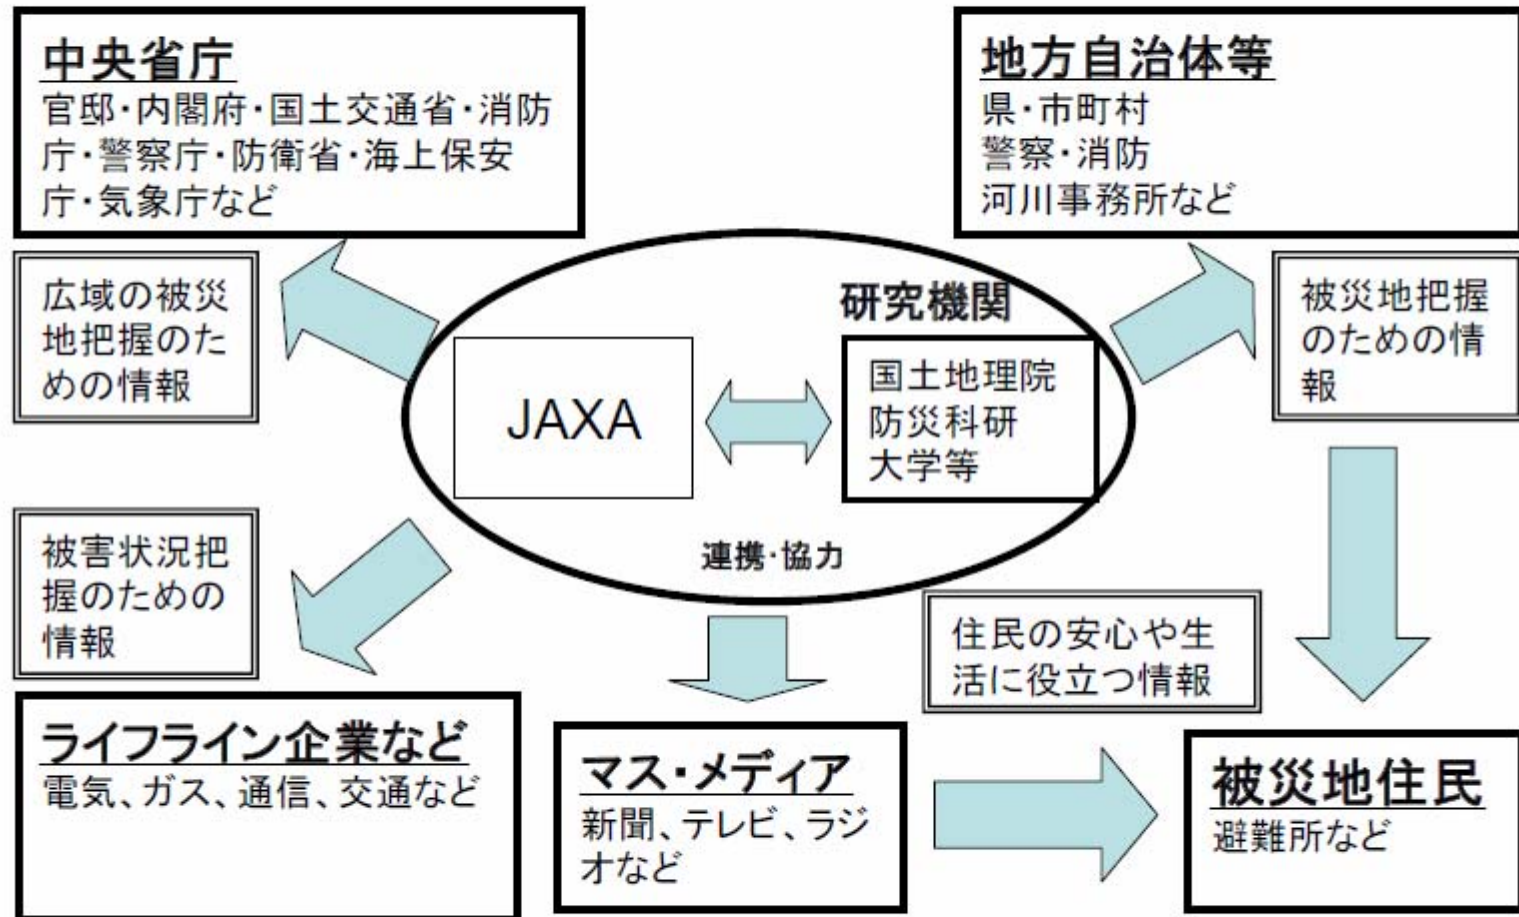 中央省庁
官邸・内閣府・国土交通省・消防
庁・警察庁・防衛省・海上保安
庁・気象庁など
地方自治体等
県・市町村
警察・消防
河川事務所など
広域の被災
地把握のた
めの情報
研究機関
JAXA
国土地理院
防災科研
大学等
連携・協力
被災地把握
のための情
報
被害状況把
握のための
情報
住民の安心や生
活に役立つ情報
ライフライン企業など
電気、ガス、通信、交通など
マス・メディア
新聞、テレビ、ラジ
オなど
被災地住民
避難所など